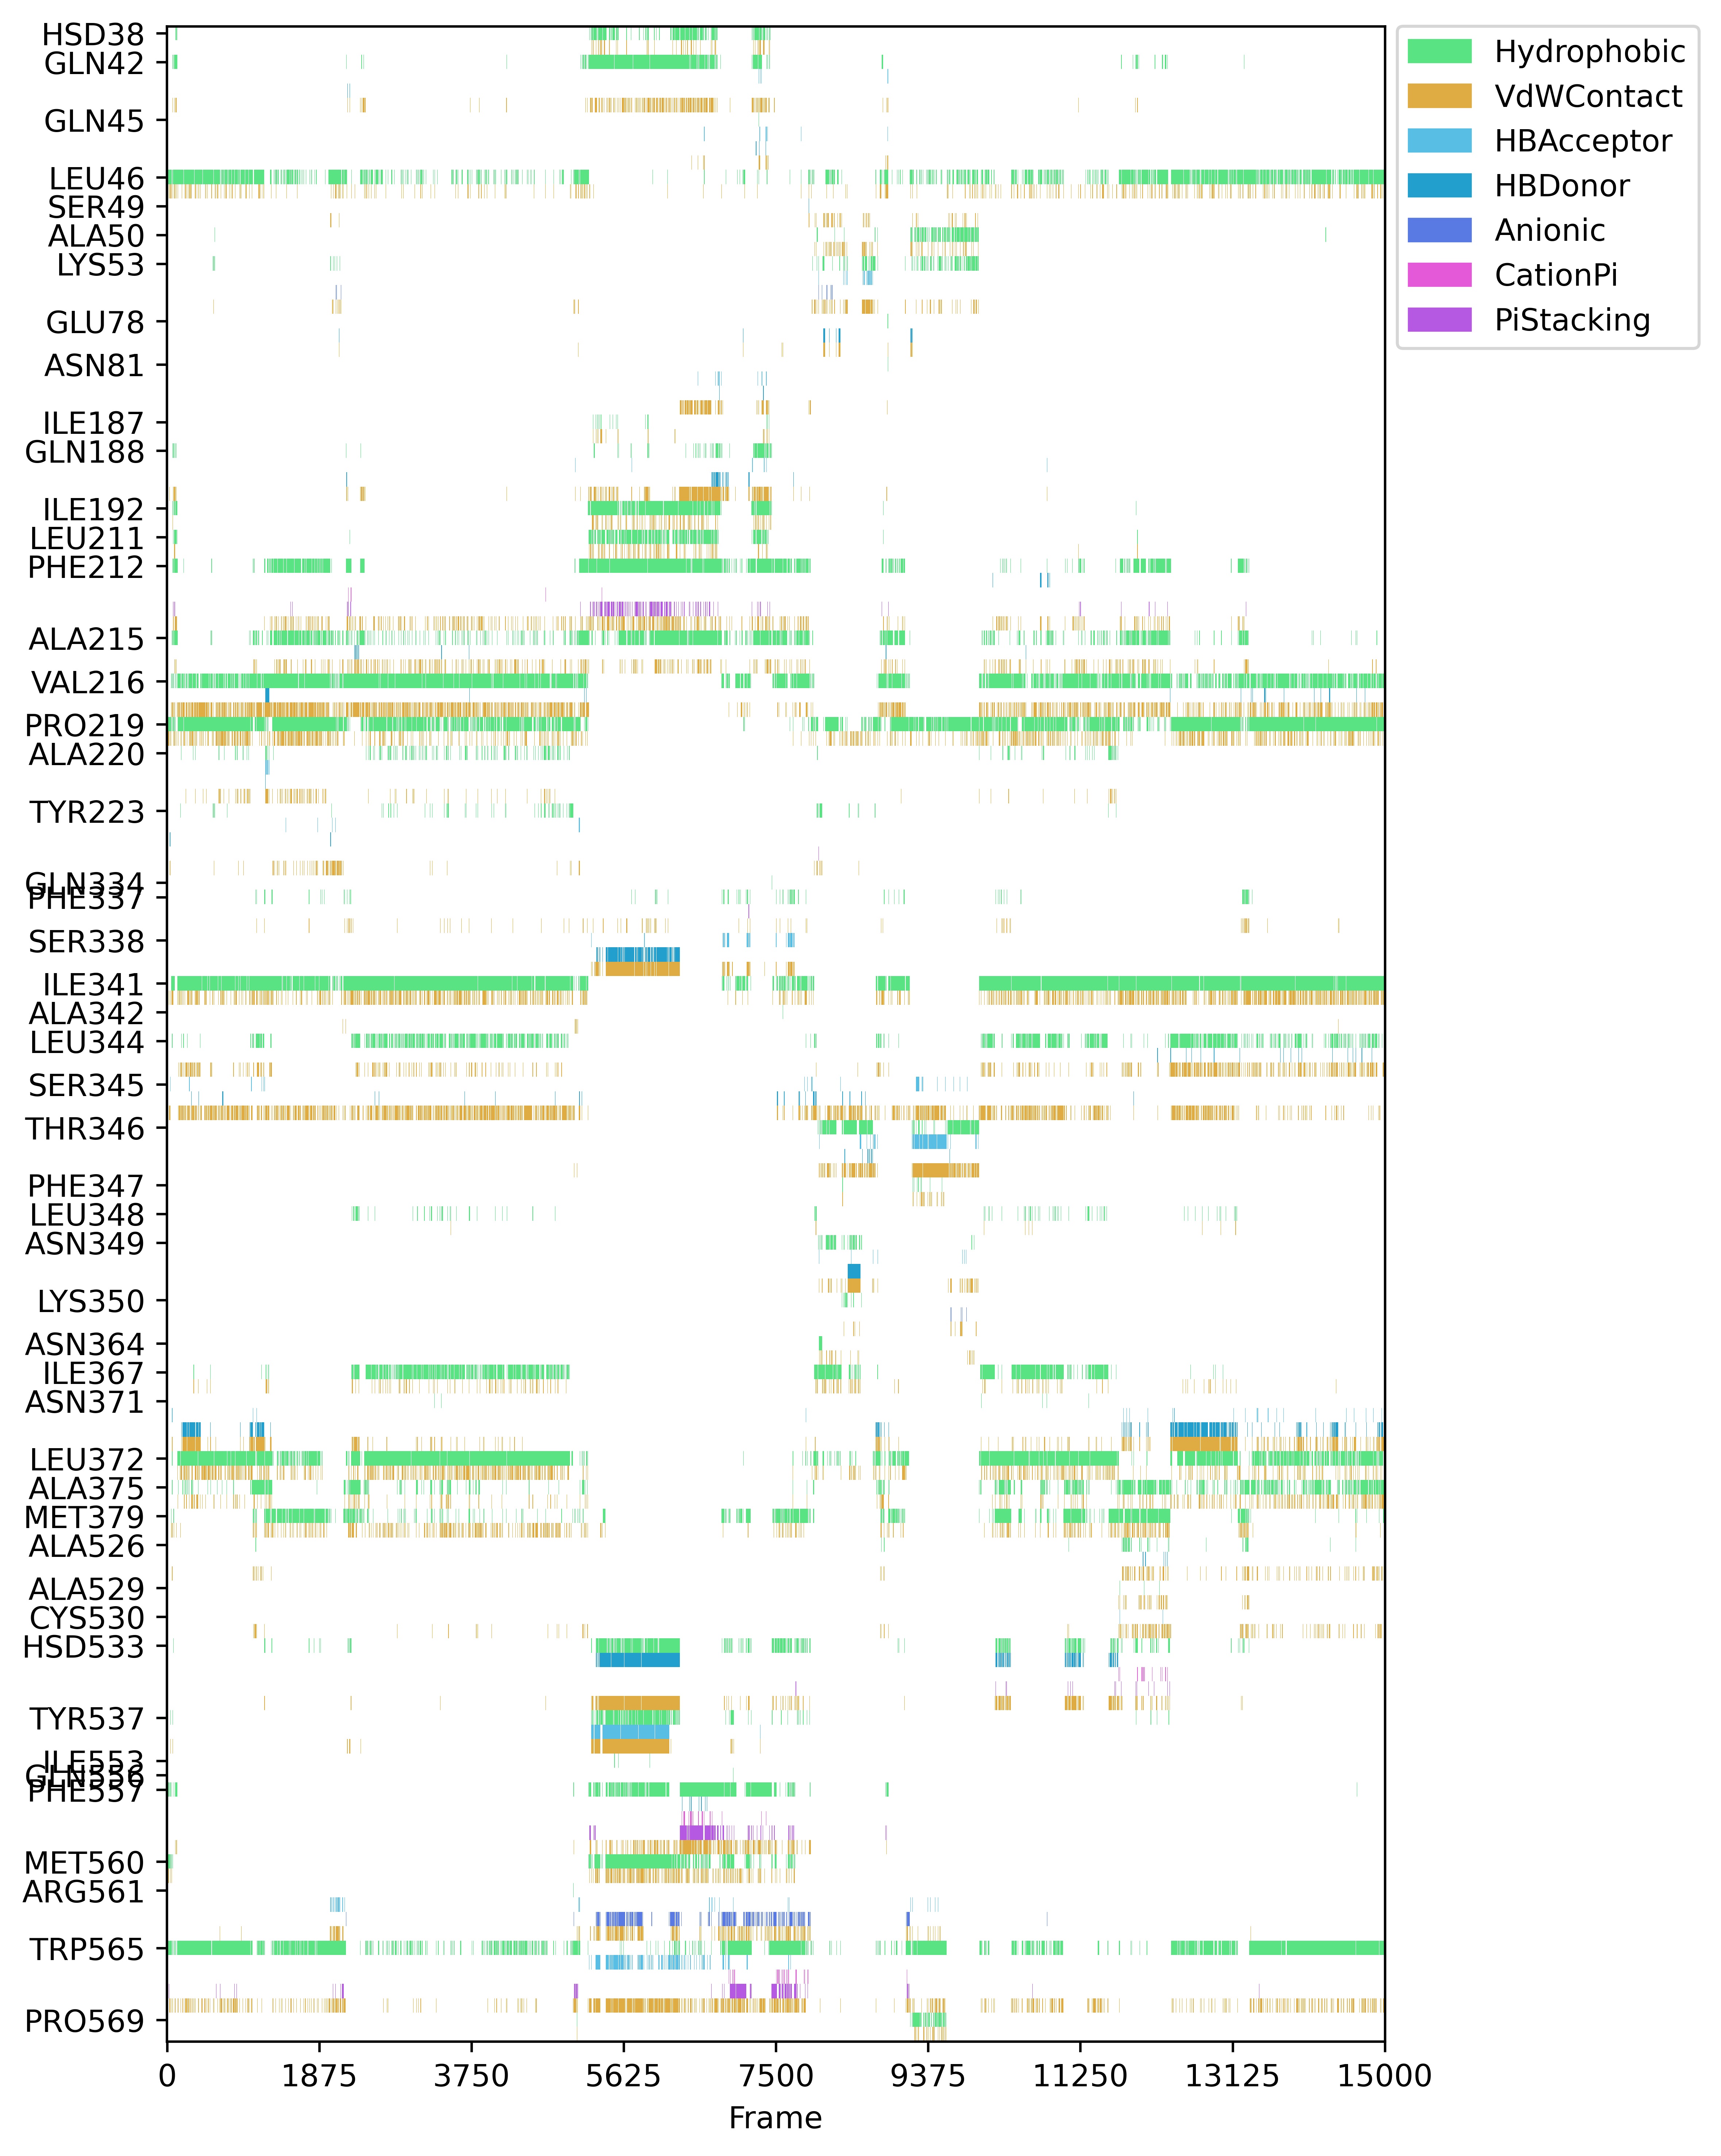 HSD38
GLN42
GLN45
LEU46
SER49
ALA50
LYS53
GLU78
ASN81
ILE187
GLN188
ILE192
LEU211
PHE212
ALA215
VAL216
PRO219
ALA220
TYR223
GLN334
PHE337
SER338
ILE341
ALA342
LEU344
SER345
THR346
PHE347
LEU348
ASN349
LYS350
ASN364
ILE367
ASN371
LEU372
ALA375
MET379
ALA526
ALA529
CYS530
HSD533
TYR537
ILE553
GLN556
PHE557
MET560
ARG561
TRP565
PRO569
0 1875 3750 5625 7500 9375 11250 13125 15000
Frame
Hydrophobic
VdWContact
HBAcceptor
HBDonor
Anionic
CationPi
PiStacking